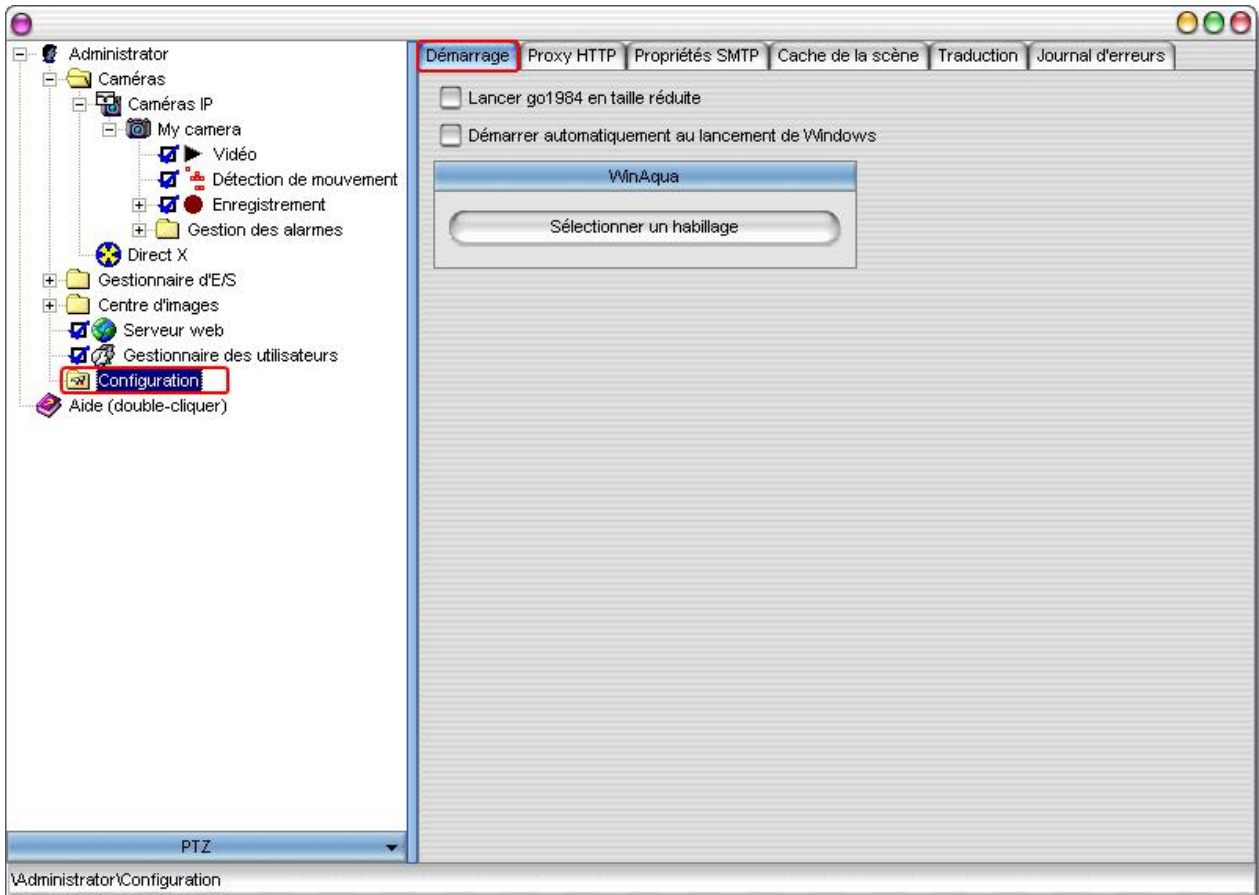 Administrator
Caméras
Caméras IP
My camera
Vidéo
Détection de mouvement
Enregistrement
Gestion des alarmes
Direct X
Gestionnaire d'E/S
Centre d'images
Serveur web
Gestionnaire des utilisateurs
Configuration
Aide (double-cliquer)
PTZ
Démarrage Proxy HTTP Propriétés SMTP Cache de la scène Traduction Journal d'erreurs
Lancer go1984 en taille réduite
Démarrer automatiquement au lancement de Windows
WinAqua
Sélectionner un habillage
\Administrator\Configuration